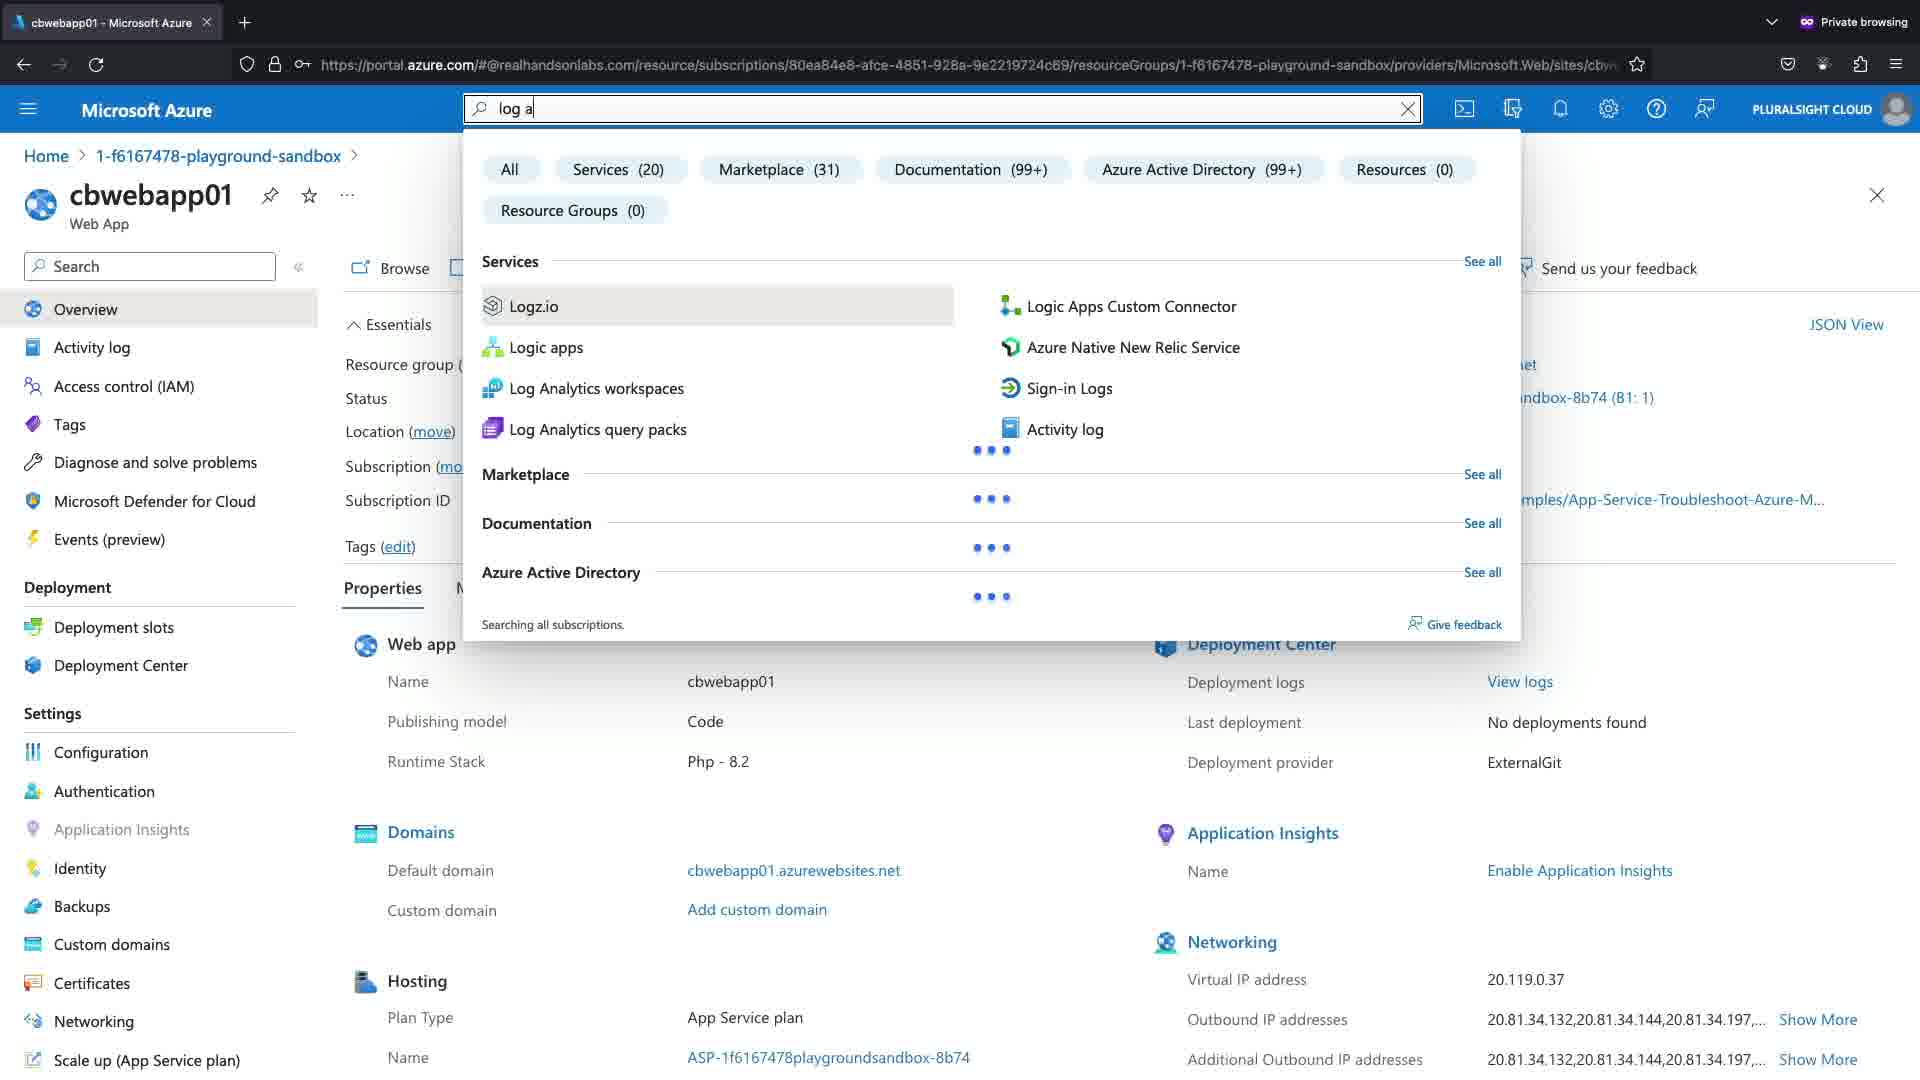 cbwebapp01 - Microsoft Azure
Private browsing
https://portal.azure.com/#@realhandsonlabs.com/resource/subscriptions/80ea84e8-afce-4851-928a-9e2219724c69/resourceGroups/1-f6167478-playground-sandbox/providers/Microsoft.Web/sites/cbw
Microsoft Azure
log a
PLURALSIGHT CLOUD
Home > 1-f6167478-playground-sandbox >
All
Services (20)
Marketplace (31)
Documentation (99+)
Azure Active Directory (99+)
Resources (0)
Resource Groups (0)
cbwebapp01
Web App
Search
Browse
Send us your feedback
Services
See all
Logz.io
Logic Apps Custom Connector
Logic apps
Azure Native New Relic Service
Log Analytics workspaces
Sign-in Logs
Log Analytics query packs
Activity log
Marketplace
See all
Documentation
See all
Azure Active Directory
See all
Searching all subscriptions.
Give feedback
Overview
Activity log
Access control (IAM)
Tags
Diagnose and solve problems
Microsoft Defender for Cloud
Events (preview)
Deployment
Deployment slots
Deployment Center
Settings
Configuration
Authentication
Application Insights
Identity
Backups
Custom domains
Certificates
Networking
Scale up (App Service plan)
Essentials
JSON View
Resource group (
et
Status
ndbox-8b74 (B1: 1)
Location (move)
Subscription (mo
Subscription ID
mples/App-Service-Troubleshoot-Azure-M...
Tags (edit)
Properties
Web app
Name
cbwebapp01
Publishing model
Code
Runtime Stack
Php - 8.2
Domains
Default domain
cbwebapp01.azurewebsites.net
Custom domain
Add custom domain
Hosting
Plan Type
App Service plan
Name
ASP-1f6167478playgroundsandbox-8b74
Deployment Center
Deployment logs
View logs
Last deployment
No deployments found
Deployment provider
ExternalGit
Application Insights
Name
Enable Application Insights
Networking
Virtual IP address
20.119.0.37
Outbound IP addresses
20.81.34.132,20.81.34.144,20.81.34.197,...
Show More
Additional Outbound IP addresses
20.81.34.132,20.81.34.144,20.81.34.197,...
Show More